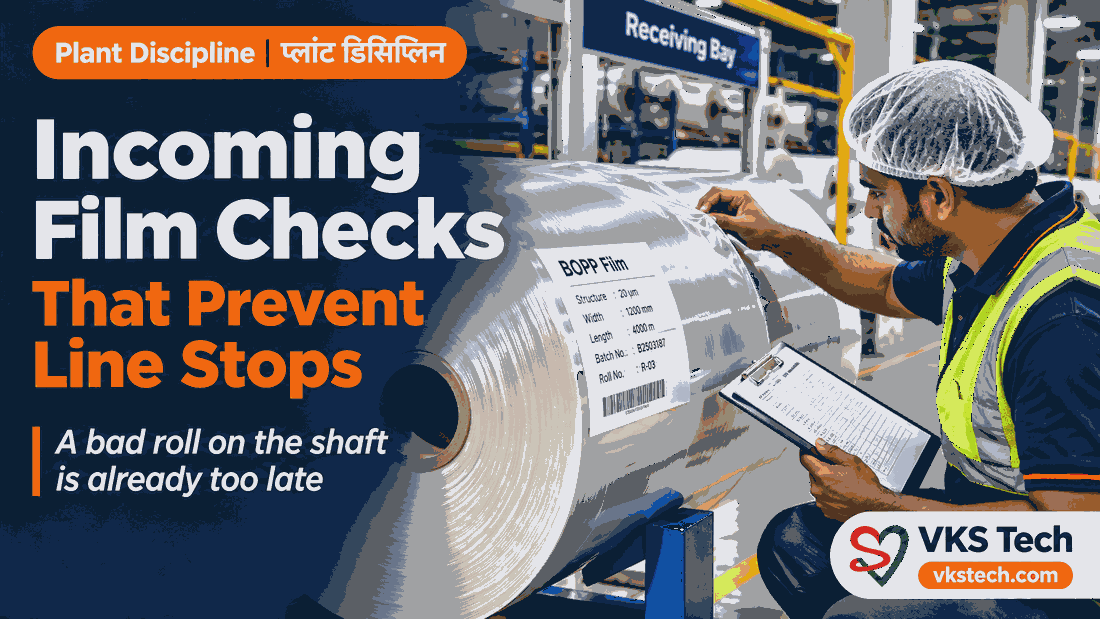 Plant Discipline | प्लांट डिसिप्लिन
Receiving Bay
Incoming
Film Checks
That Prevent
Line Stops
A bad roll on the shaft
is already too late
BOPP Film
Structure : 20 μm
Width : 1200 mm
Length : 4000 m
Batch No.. : B2503187
Roll No. : R-03
VKS Tech
vkstech.com